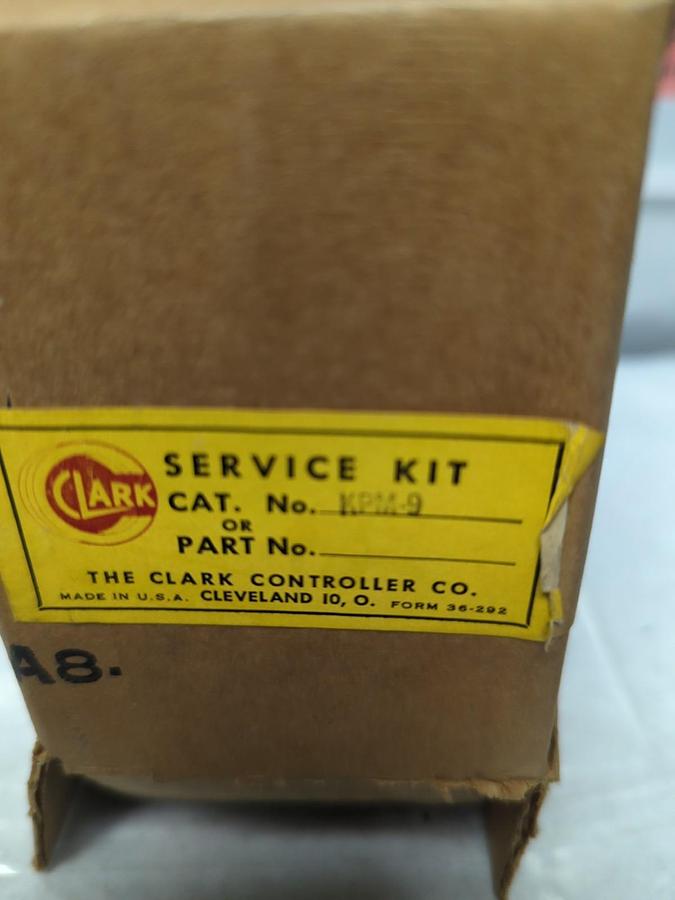 CLARK
SERVICE KIT
CAT. No. KPM-9
OR
PART No.
THE CLARK CONTROLLER CO.
MADE IN U.S.A. CLEVELAND 10, O. FORM 36-292
A8.